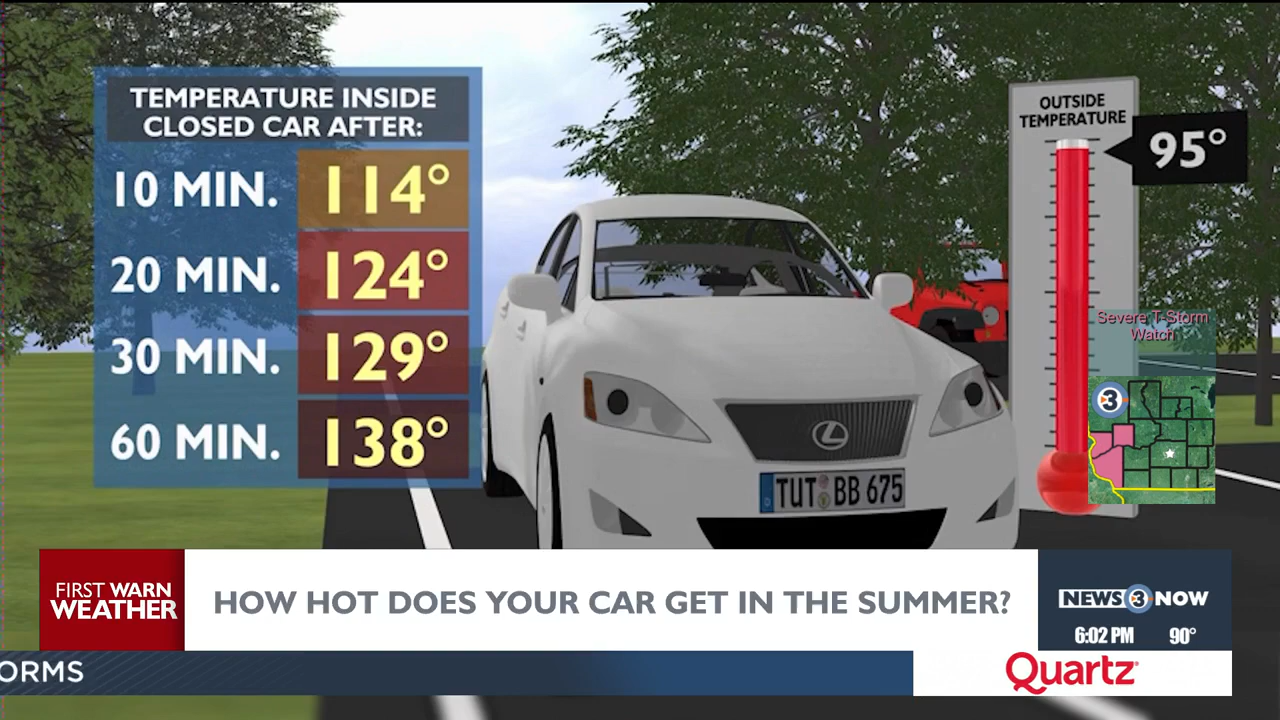 TEMPERATURE INSIDE
CLOSED CAR AFTER:
10 MIN. 114°
20 MIN. 124°
30 MIN. 129°
60 MIN. 138°
OUTSIDE
TEMPERATURE
95°
Severe T-Storm
Watch
3
TUT BB 675
FIRST WARN
WEATHER
HOW HOT DOES YOUR CAR GET IN THE SUMMER?
NEWS 3 NOW
6:02 PM 90°
ORMS
Quartz